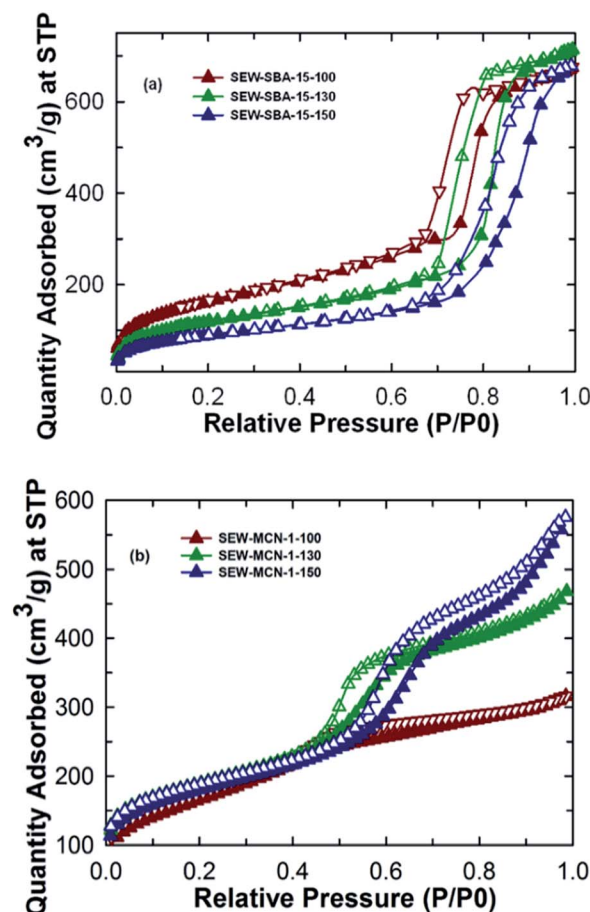 (a)
SEW-SBA-15-100
SEW-SBA-15-130
SEW-SBA-15-150
Quantity Adsorbed (cm³/g) at STP
600
400
200
0.0 0.2 0.4 0.6 0.8 1.0
Relative Pressure (P/P0)
(b)
SEW-MCN-1-100
SEW-MCN-1-130
SEW-MCN-1-150
Quantity Adsorbed (cm³/g) at STP
600
500
400
300
200
100
0.0 0.2 0.4 0.6 0.8 1.0
Relative Pressure (P/P0)